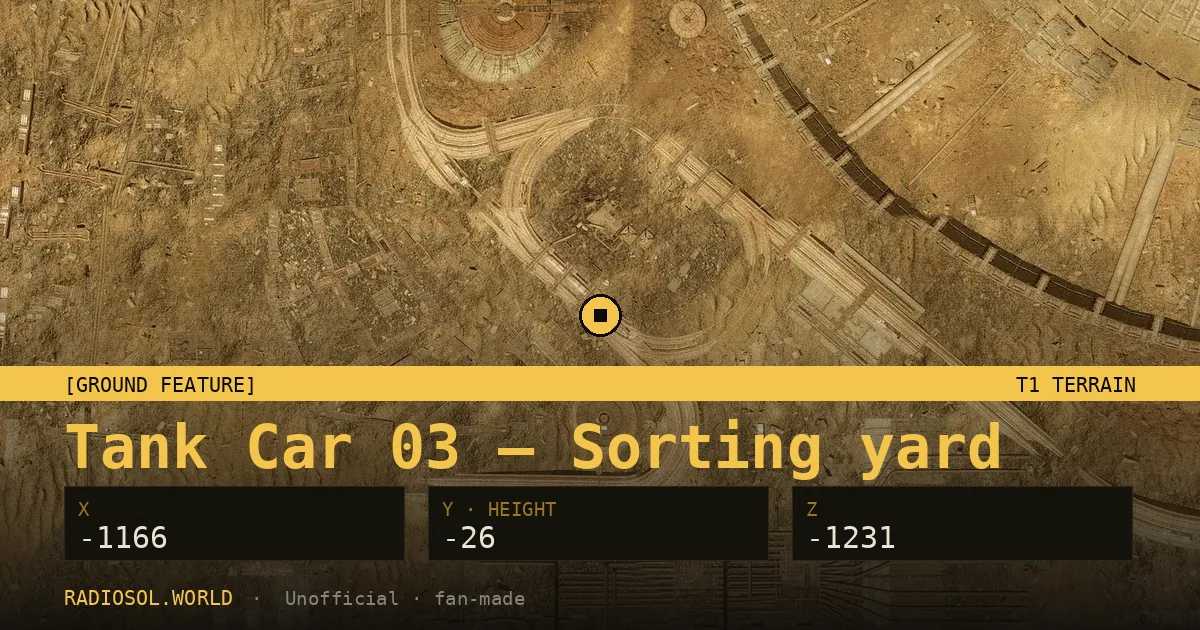 [GROUND FEATURE] T1 TERRAIN
Tank Car 03 — Sorting yard
X Y · HEIGHT Z
-1166 -26 -1231
RADIOSOL.WORLD · Unofficial · fan-made